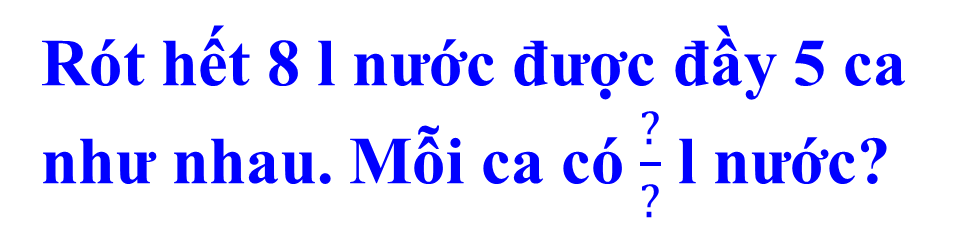 Rót hết 8 l nước được đầy 5 ca
như nhau. Mỗi ca có ?/? l nước?